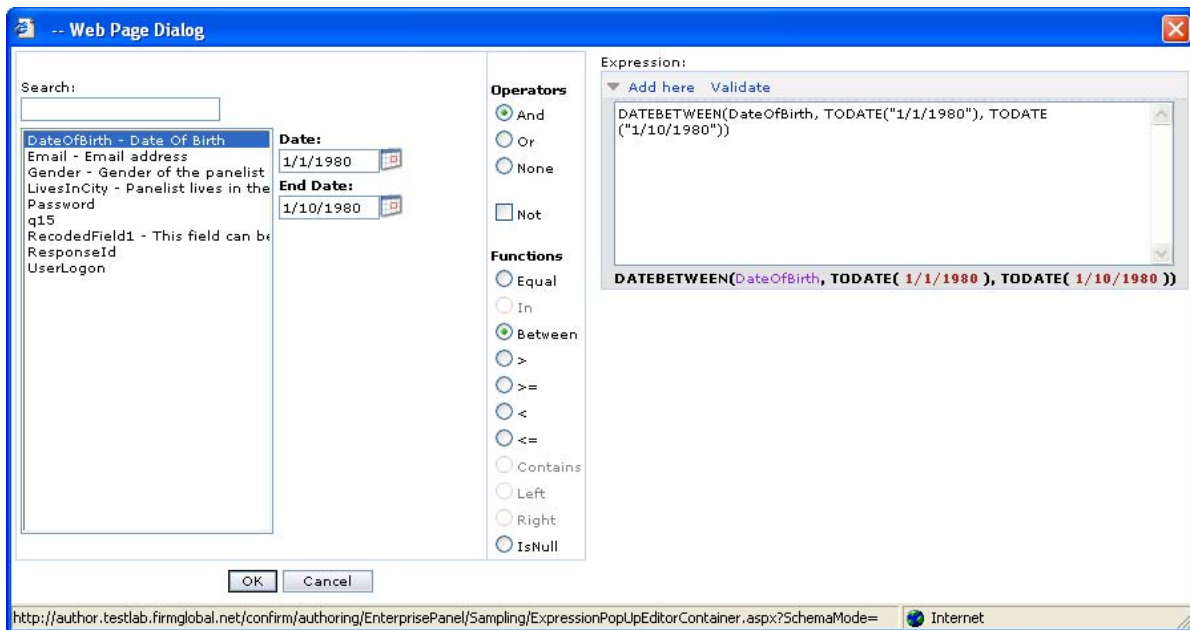 -- Web Page Dialog
Search:
DateOfBirth - Date Of Birth
Email - Email address
Gender - Gender of the panelist
LivesInCity - Panelist lives in the
Password
q15
RecodedField1 - This field can be
ResponseId
UserLogon
Date:
1/1/1980
End Date:
1/10/1980
Operators
And
Or
None
Not
Functions
Equal
In
Between
>
>=
<
<=
Contains
Left
Right
IsNull
Expression:
Add here Validate
DATEBETWEEN(DateOfBirth, TODATE("1/1/1980"), TODATE
("1/10/1980"))
DATEBETWEEN(DateOfBirth, TODATE( 1/1/1980 ), TODATE( 1/10/1980 ))
OK Cancel
http://author.testlab.firmglobal.net/confirm/authoring/EnterprisePanel/Sampling/ExpressionPopUpEditorContainer.aspx?SchemaMode= Internet